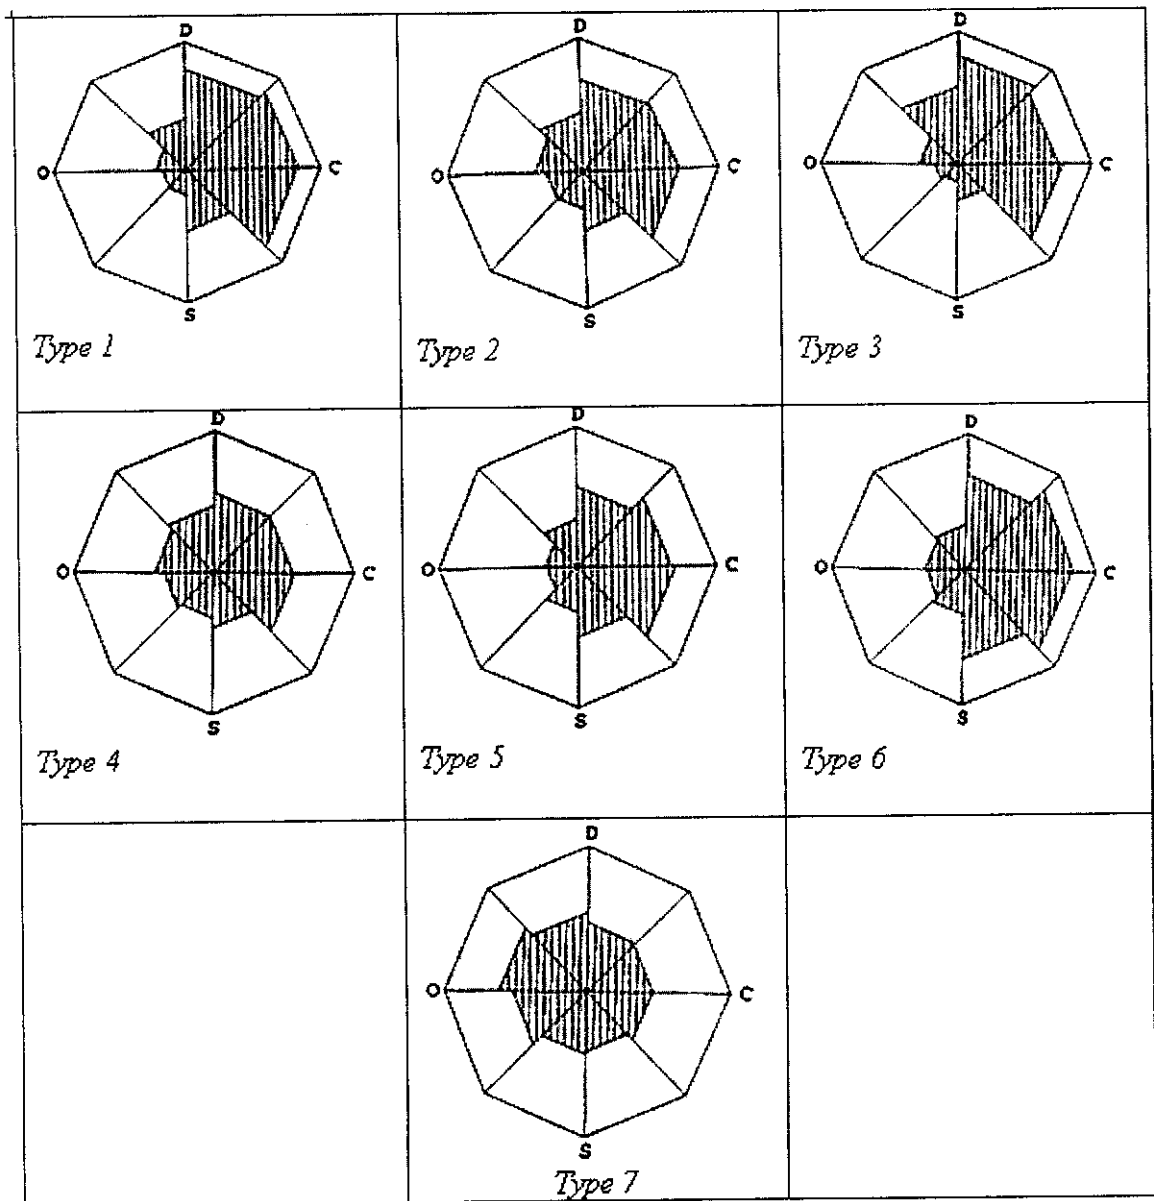 D D D
O C O C O C
S S S
Type 1 Type 2 Type 3
D D D
O C O C O C
S S S
Type 4 Type 5 Type 6
D
O C
S
Type 7